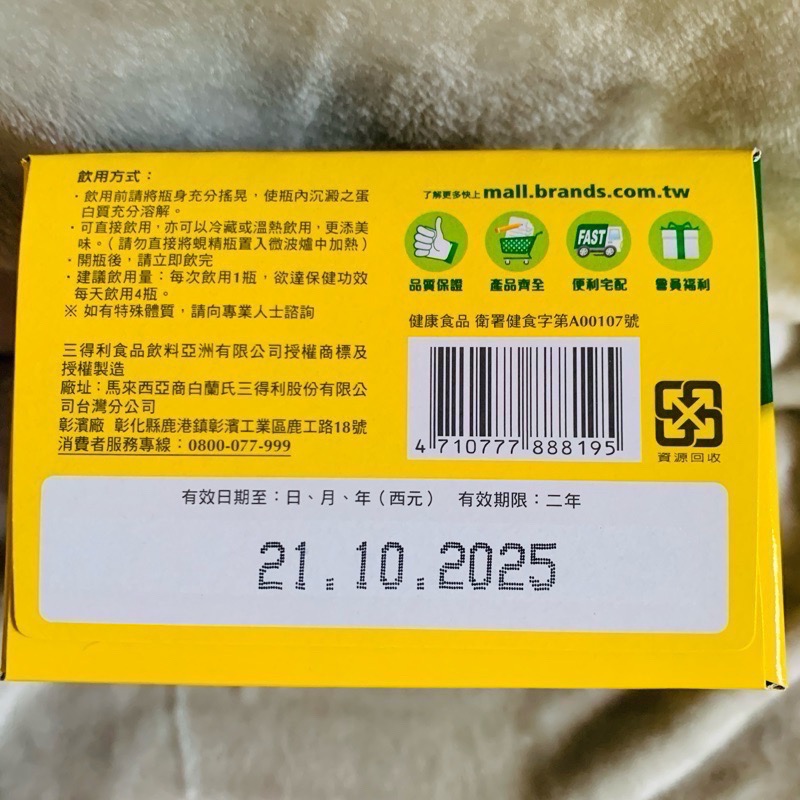 飲用方式：
・飲用前請將瓶身充分搖晃，使瓶內沉澱之蛋
白質充分溶解。
・可直接飲用，亦可以冷藏或溫熱飲用，更添美
味。（請勿直接將蜆精瓶置入微波爐中加熱）
・開瓶後，請立即飲完
・建議飲用量：每次飲用1瓶，欲達保健功效
每天飲用4瓶。
※ 如有特殊體質，請向專業人士諮詢
三得利食品飲料亞洲有限公司授權商標及
授權製造
廠址：馬來西亞商白蘭氏三得利股份有限公
司台灣分公司
彰濱廠 彰化縣鹿港鎮彰濱工業區鹿工路18號
消費者服務專線：0800-077-999
了解更多快上 mall.brands.com.tw
FAST
品質保證 產品齊全 便利宅配 會員福利
健康食品 衛署健食字第A00107號
4 710777 888195
資源回收
有效日期至：日、月、年（西元） 有效期限：二年
21.10.2025